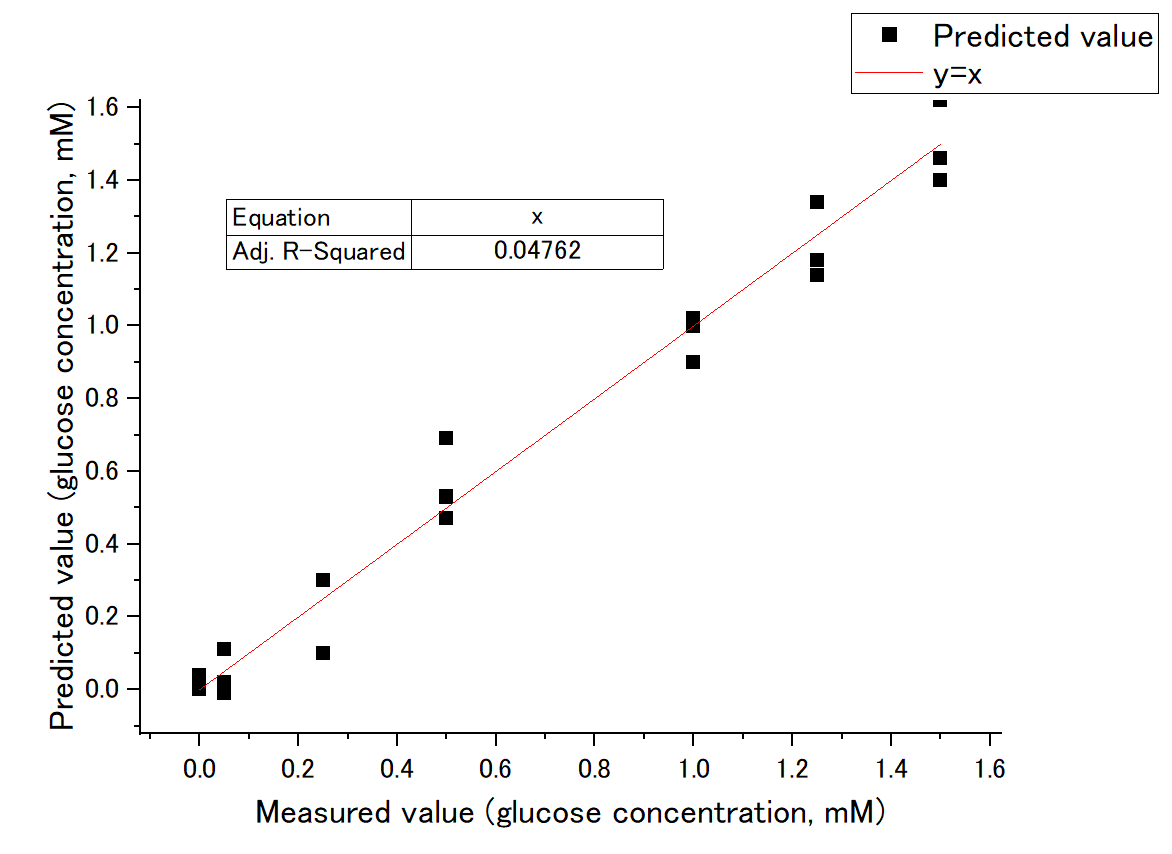 Predicted value
y=x
Equation x
Adj. R-Squared 0.04762
Predicted value (glucose concentration, mM)
1.6
1.4
1.2
1.0
0.8
0.6
0.4
0.2
0.0
0.0 0.2 0.4 0.6 0.8 1.0 1.2 1.4 1.6
Measured value (glucose concentration, mM)